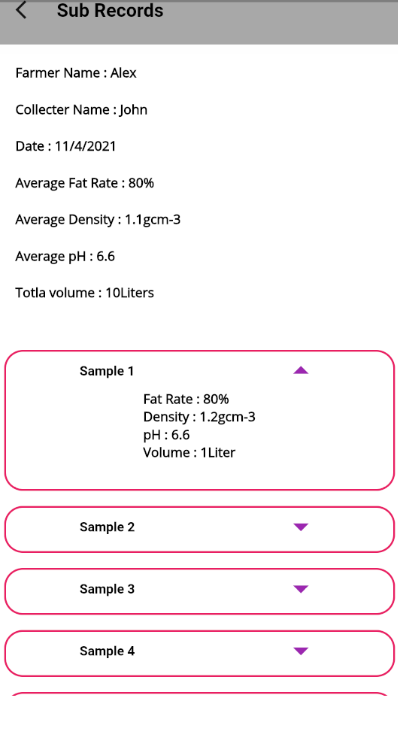 Sub Records
Farmer Name : Alex
Collecter Name : John
Date : 11/4/2021
Average Fat Rate : 80%
Average Density : 1.1gcm-3
Average pH : 6.6
Totla volume : 10Liters
Sample 1
Fat Rate : 80%
Density : 1.2gcm-3
pH : 6.6
Volume : 1Liter
Sample 2
Sample 3
Sample 4